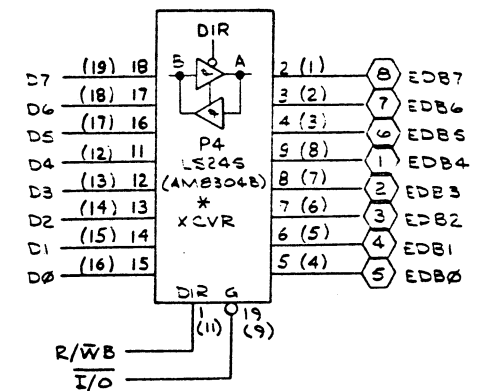 DIR
B A
(19) 18 2 (1) 8
D7 EDB7
(18) 17 3 (2) 7
D6 EDB6
(17) 16 4 (3) 6
D5 EDB5
P4
(12) 11 LS245 9 (8) 1
D4 EDB4
(AM8304B)
(13) 12 8 (7) 2
D3 EDB3
*
(14) 13 7 (6) 3
D2 XCVR EDB2
(15) 14 6 (5) 4
D1 EDB1
(16) 15 5 (4) 5
DØ EDBØ
DIR G
1 19
(11) (9)
R/W̅B
I̅/̅O̅